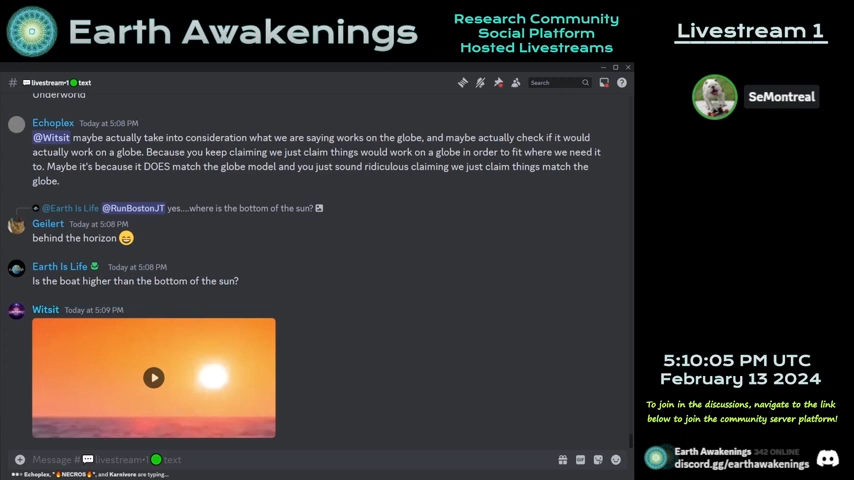 Earth Awakenings
Research Community
Social Platform
Hosted Livestreams
Livestream 1
# livestream•1 text
Search
SeMontreal
Underworld
Echoplex Today at 5:08 PM
@Witsit maybe actually take into consideration what we are saying works on the globe, and maybe actually check if it would
actually work on a globe. Because you keep claiming we just claim things would work on a globe in order to fit where we need it
to. Maybe it's because it DOES match the globe model and you just sound ridiculous claiming we just claim things match the
globe.
@Earth Is Life @RunBostonJT yes....where is the bottom of the sun?
Geilert Today at 5:08 PM
behind the horizon
Earth Is Life Today at 5:08 PM
Is the boat higher than the bottom of the sun?
Witsit Today at 5:09 PM
5:10:05 PM UTC
February 13 2024
To join in the discussions, navigate to the link
below to join the community server platform!
Message # livestream•1 text
GIF
Echoplex, "NECROS", and Karnivore are typing...
Earth Awakenings 342 ONLINE
discord.gg/earthawakenings